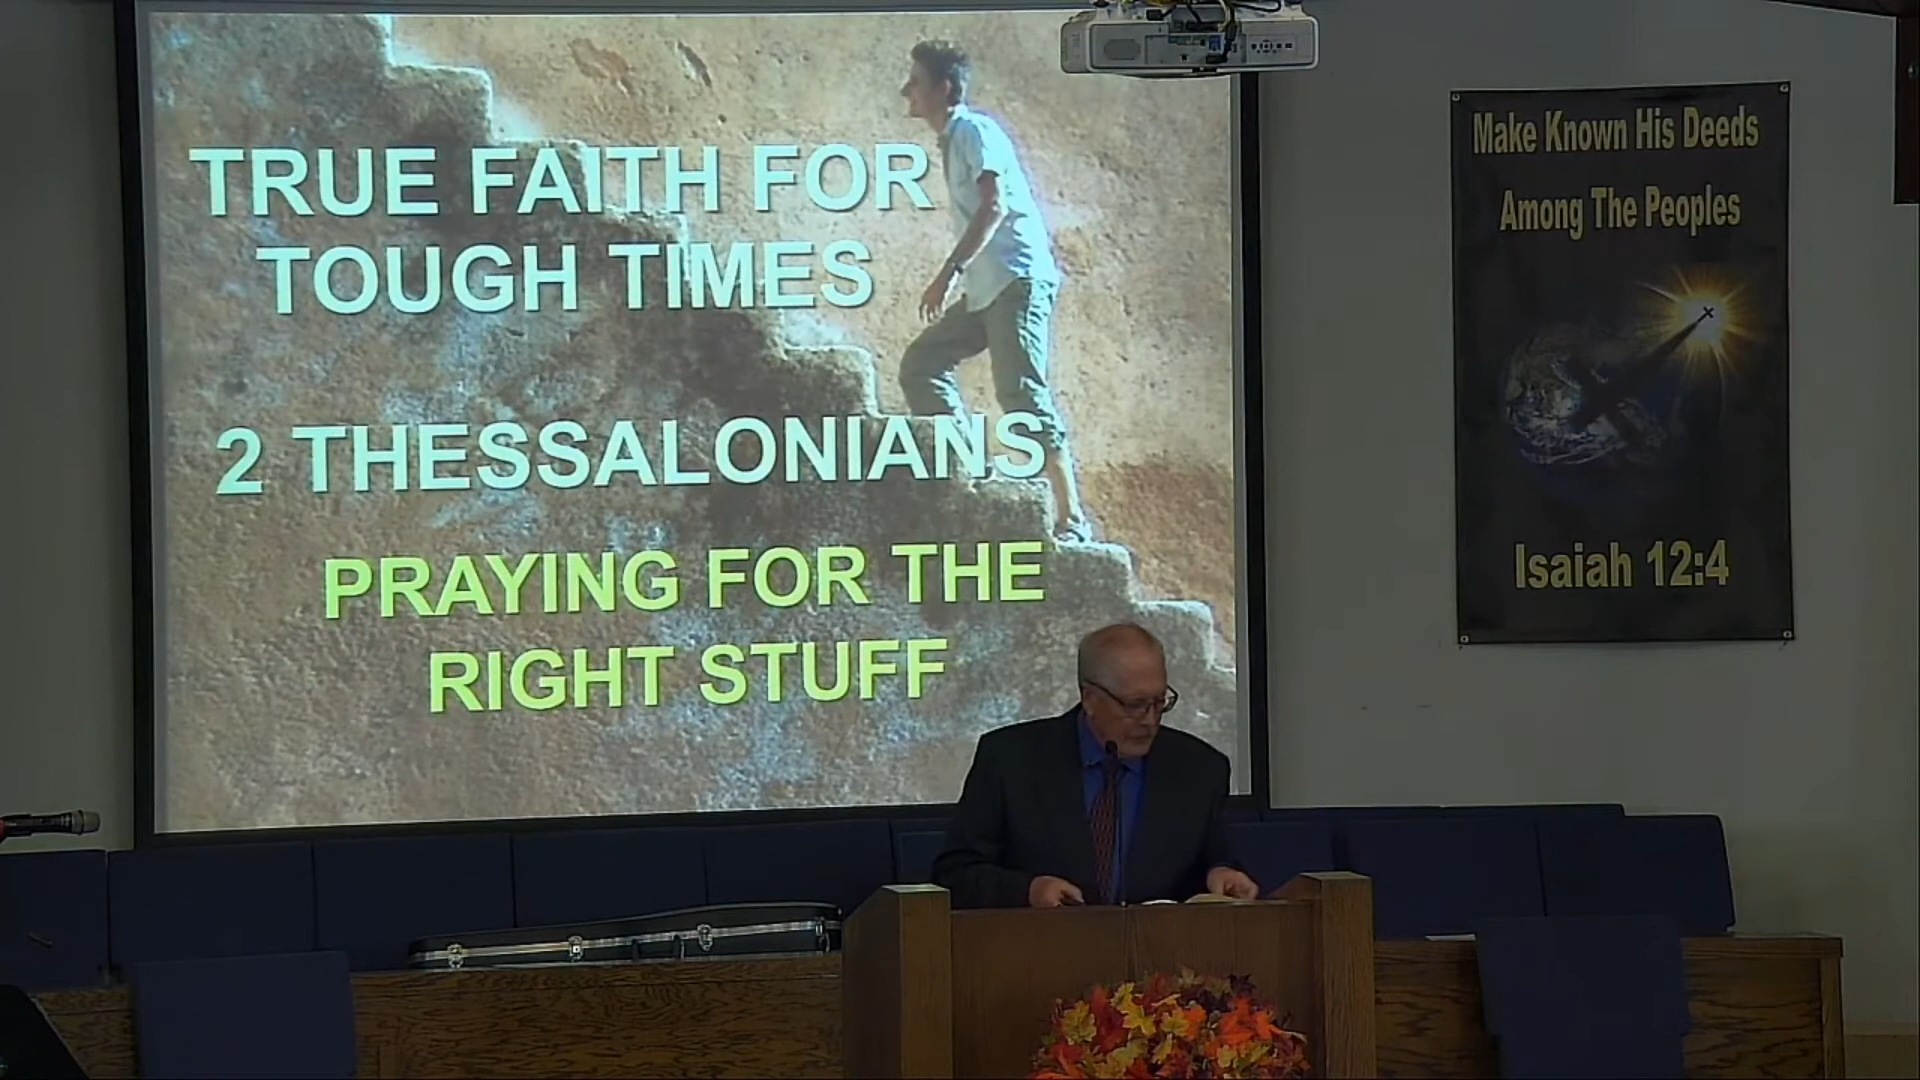 TRUE FAITH FOR
TOUGH TIMES
2 THESSALONIANS
PRAYING FOR THE
RIGHT STUFF
Make Known His Deeds
Among The Peoples
Isaiah 12:4